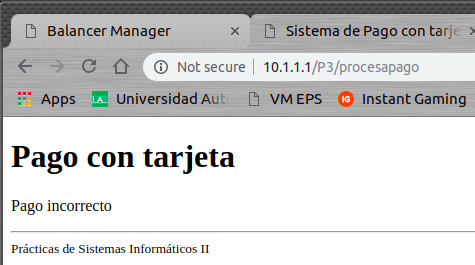 Balancer Manager
Sistema de Pago con tarje
Not secure | 10.1.1.1/P3/procesapago
Apps Universidad Aut VM EPS IG Instant Gaming
Pago con tarjeta
Pago incorrecto
Prácticas de Sistemas Informáticos II